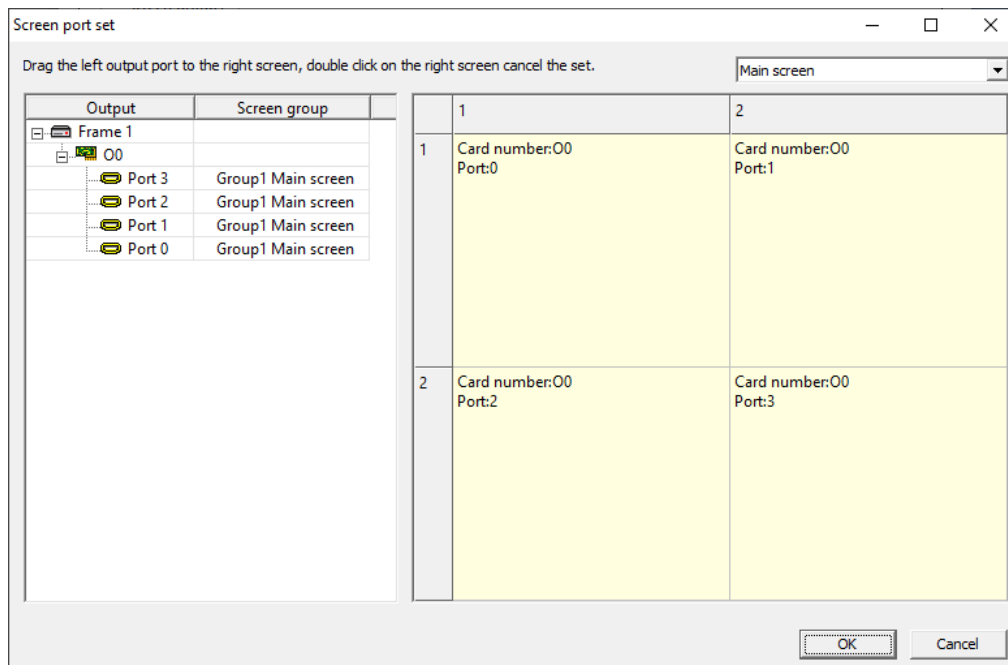 Screen port set
Drag the left output port to the right screen, double click on the right screen cancel the set.
Main screen
Output Screen group
Frame 1
O0
Port 3 Group1 Main screen
Port 2 Group1 Main screen
Port 1 Group1 Main screen
Port 0 Group1 Main screen
1 2
1 Card number:O0 Card number:O0
Port:0 Port:1
2 Card number:O0 Card number:O0
Port:2 Port:3
OK Cancel